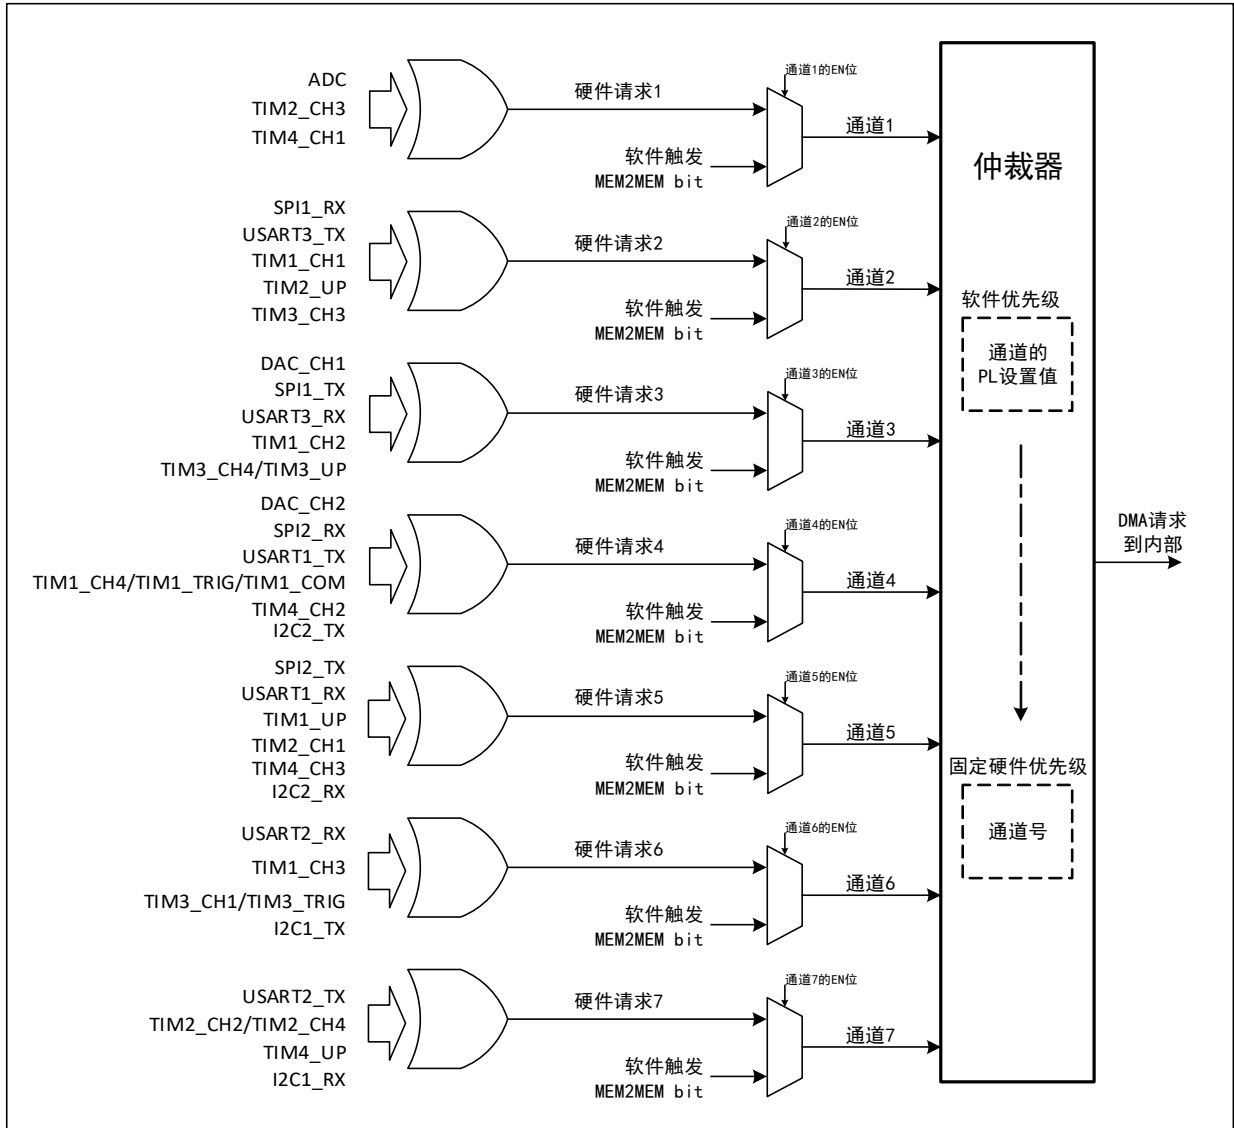 ADC
TIM2_CH3
TIM4_CH1
硬件请求1
通道1的EN位
软件触发
MEM2MEM bit
通道1
SPI1_RX
USART3_TX
TIM1_CH1
TIM2_UP
TIM3_CH3
硬件请求2
通道2的EN位
软件触发
MEM2MEM bit
通道2
DAC_CH1
SPI1_TX
USART3_RX
TIM1_CH2
TIM3_CH4/TIM3_UP
硬件请求3
通道3的EN位
软件触发
MEM2MEM bit
通道3
DAC_CH2
SPI2_RX
USART1_TX
TIM1_CH4/TIM1_TRIG/TIM1_COM
TIM4_CH2
I2C2_TX
硬件请求4
通道4的EN位
软件触发
MEM2MEM bit
通道4
SPI2_TX
USART1_RX
TIM1_UP
TIM2_CH1
TIM4_CH3
I2C2_RX
硬件请求5
通道5的EN位
软件触发
MEM2MEM bit
通道5
USART2_RX
TIM1_CH3
TIM3_CH1/TIM3_TRIG
I2C1_TX
硬件请求6
通道6的EN位
软件触发
MEM2MEM bit
通道6
USART2_TX
TIM2_CH2/TIM2_CH4
TIM4_UP
I2C1_RX
硬件请求7
通道7的EN位
软件触发
MEM2MEM bit
通道7
仲裁器
软件优先级
通道的
PL设置值
固定硬件优先级
通道号
DMA请求
到内部